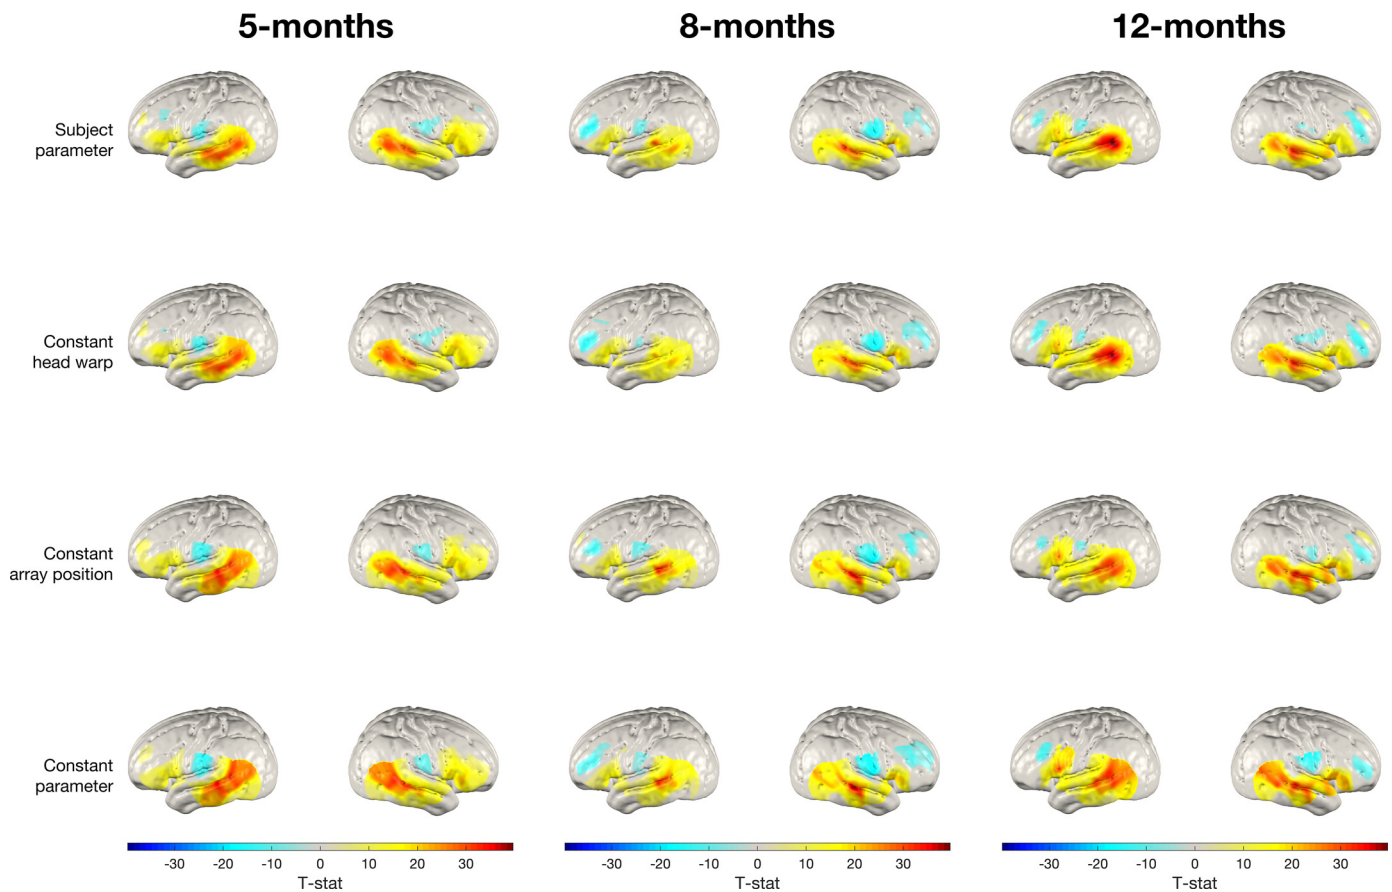 5-months
8-months
12-months
Subject
parameter
Constant
head warp
Constant
array position
Constant
parameter
-30 -20 -10 0 10 20 30
T-stat
-30 -20 -10 0 10 20 30
T-stat
-30 -20 -10 0 10 20 30
T-stat